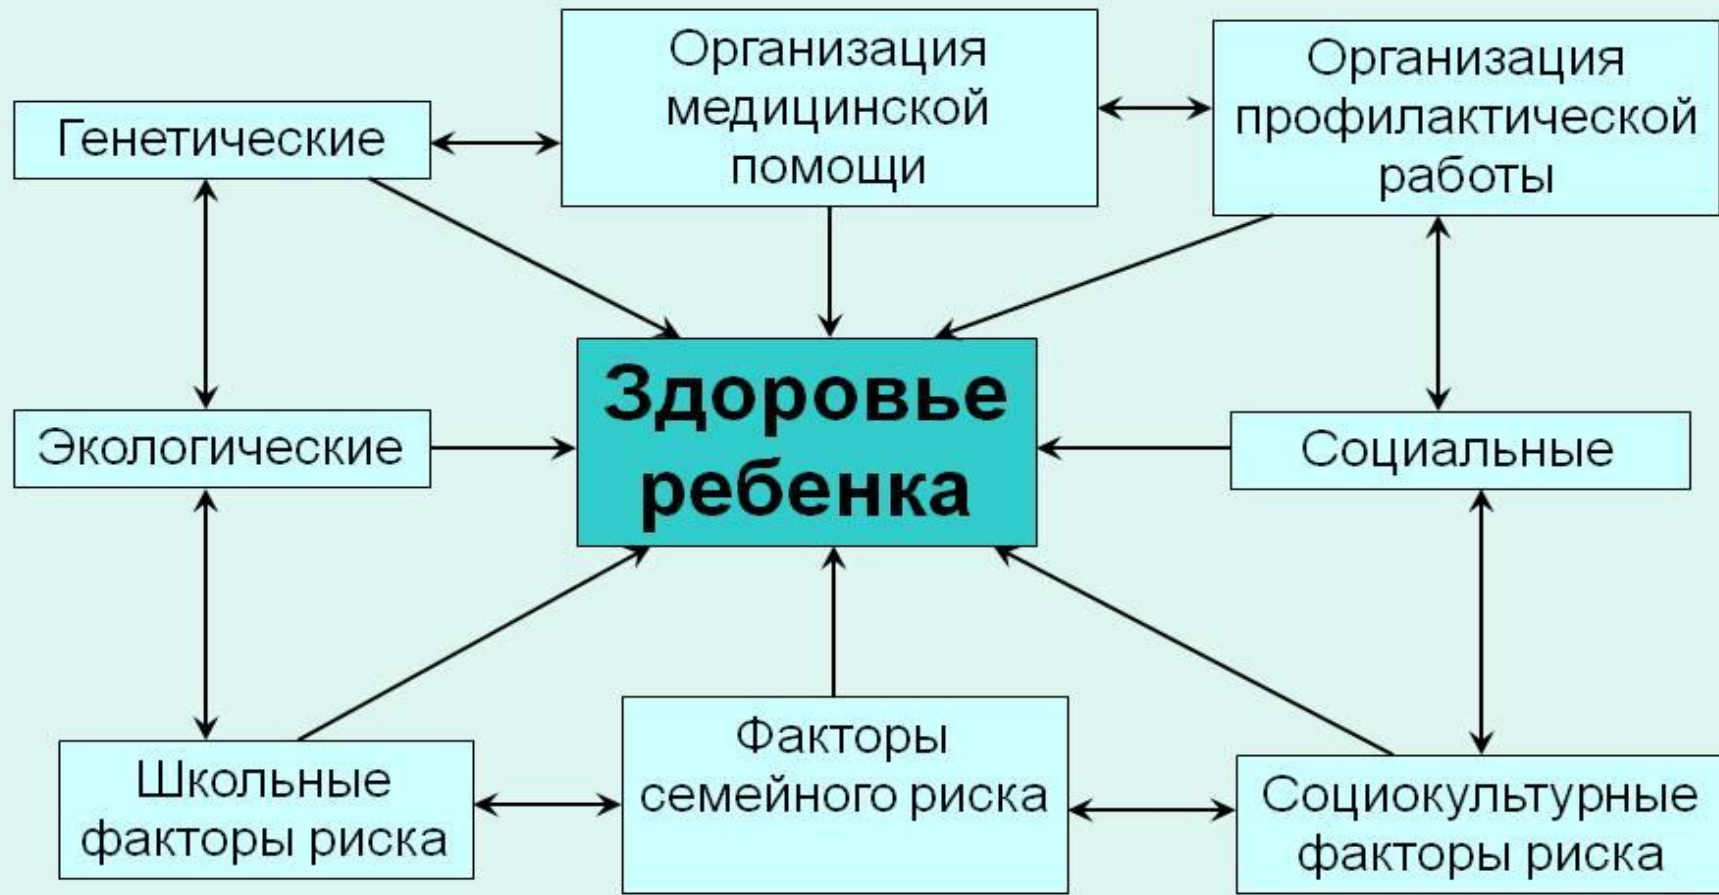 Организация
медицинской
помощи
Организация
профилактической
работы
Генетические
Здоровье
ребенка
Экологические
Социальные
Школьные
факторы риска
Факторы
семейного риска
Социокультурные
факторы риска